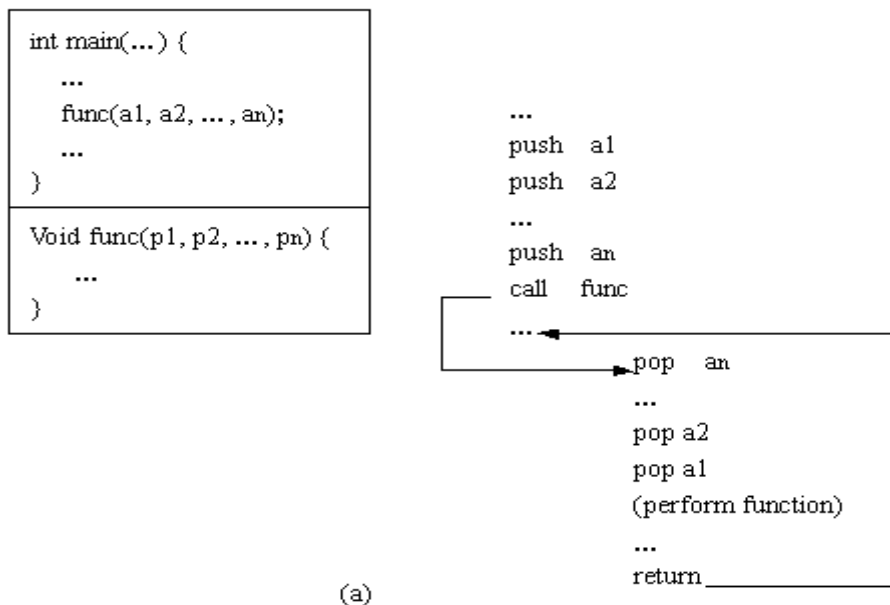 int main(...) {
...
func(a1, a2, ..., an);
...
}
Void func(p1, p2, ..., pn) {
...
}
...
push a1
push a2
...
push an
call func
...
pop an
...
pop a2
pop a1
(perform function)
...
return
(a)